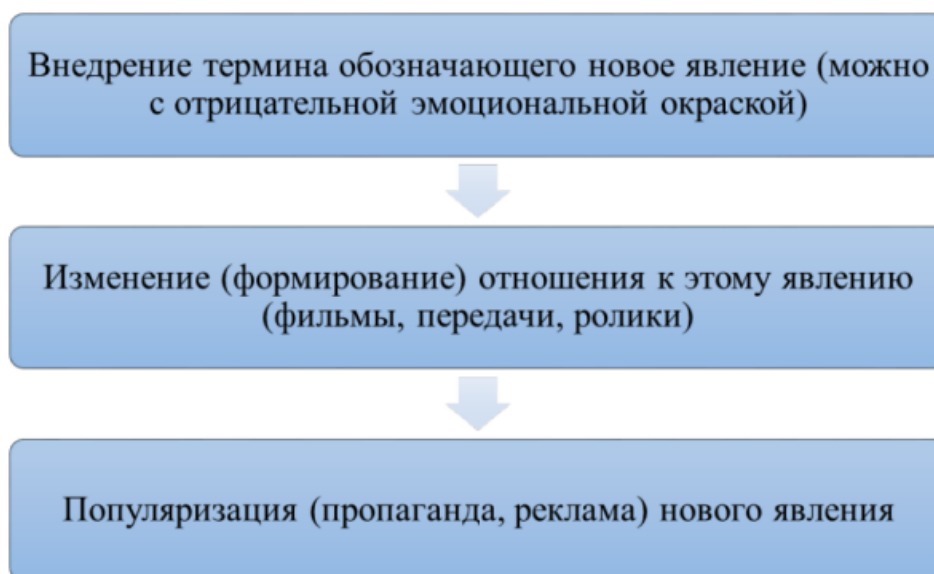 Внедрение термина обозначающего новое явление (можно
с отрицательной эмоциональной окраской)
Изменение (формирование) отношения к этому явлению
(фильмы, передачи, ролики)
Популяризация (пропаганда, реклама) нового явления